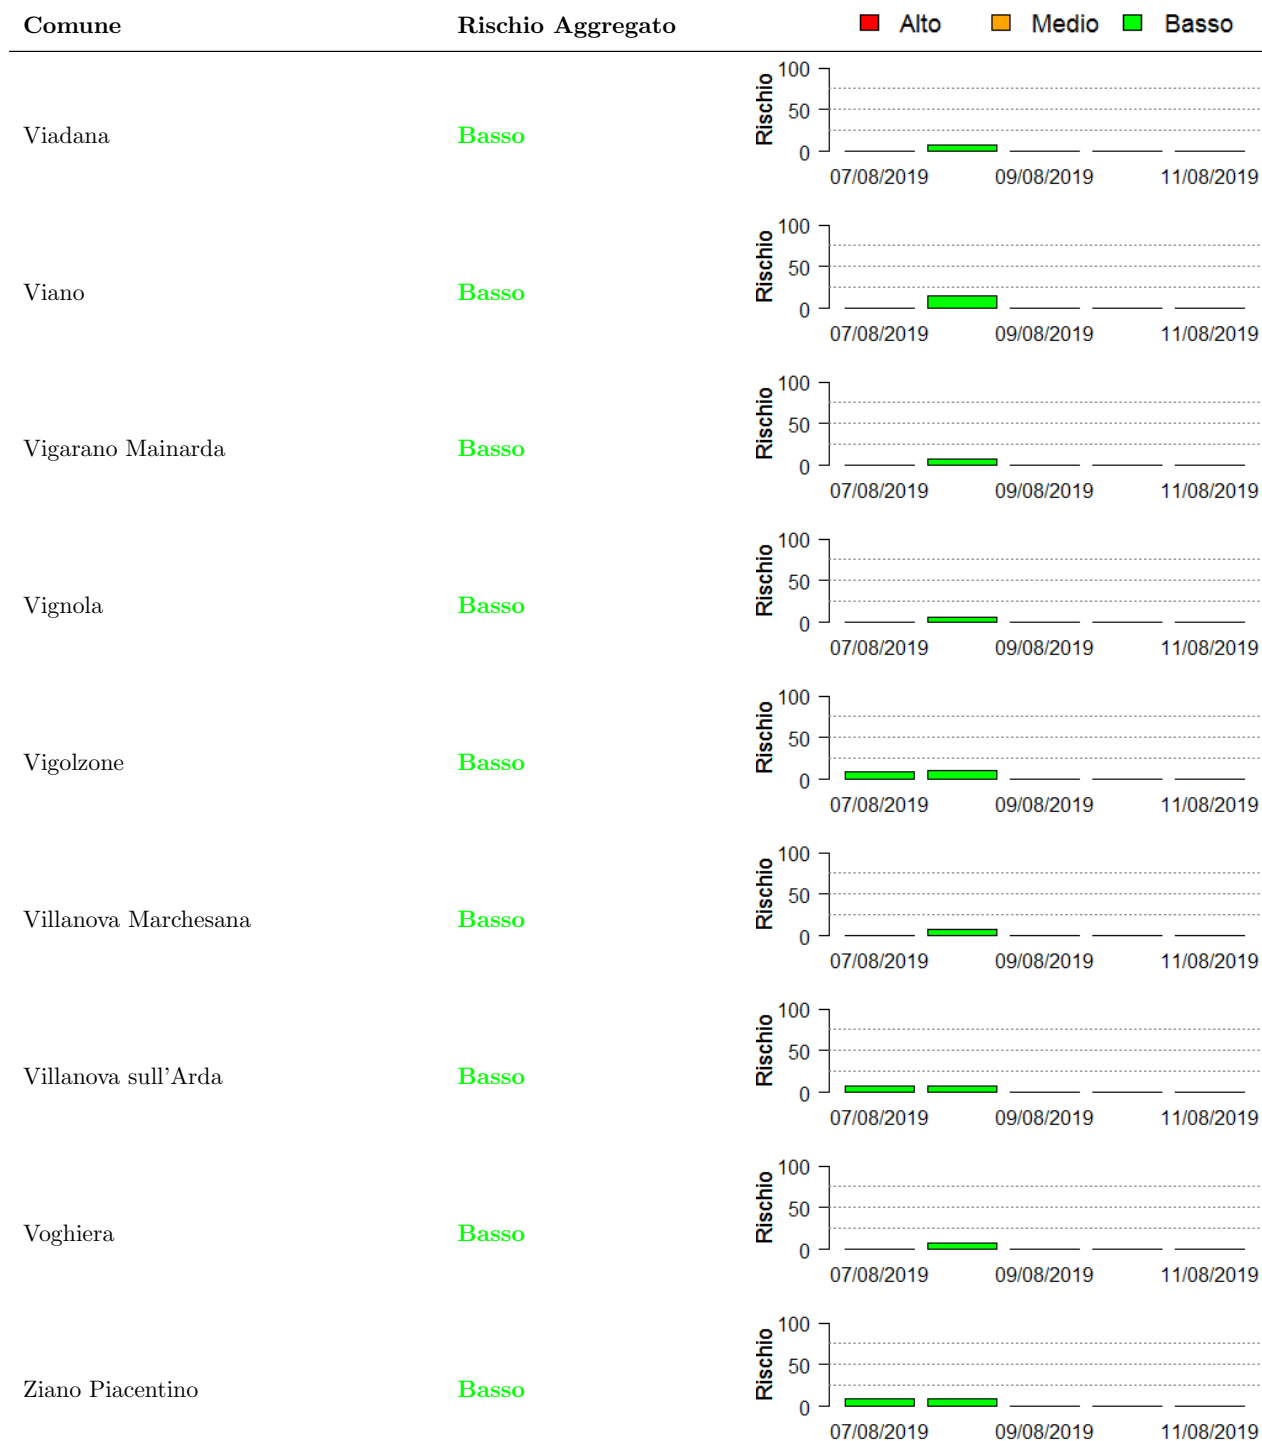 Comune Rischio Aggregato Alto Medio Basso
Viadana Basso
Rischio
100
50
0
07/08/2019 09/08/2019 11/08/2019
Viano Basso
Rischio
100
50
0
07/08/2019 09/08/2019 11/08/2019
Vigarano Mainarda Basso
Rischio
100
50
0
07/08/2019 09/08/2019 11/08/2019
Vignola Basso
Rischio
100
50
0
07/08/2019 09/08/2019 11/08/2019
Vigolzone Basso
Rischio
100
50
0
07/08/2019 09/08/2019 11/08/2019
Villanova Marchesana Basso
Rischio
100
50
0
07/08/2019 09/08/2019 11/08/2019
Villanova sull'Arda Basso
Rischio
100
50
0
07/08/2019 09/08/2019 11/08/2019
Voghiera Basso
Rischio
100
50
0
07/08/2019 09/08/2019 11/08/2019
Ziano Piacentino Basso
Rischio
100
50
0
07/08/2019 09/08/2019 11/08/2019